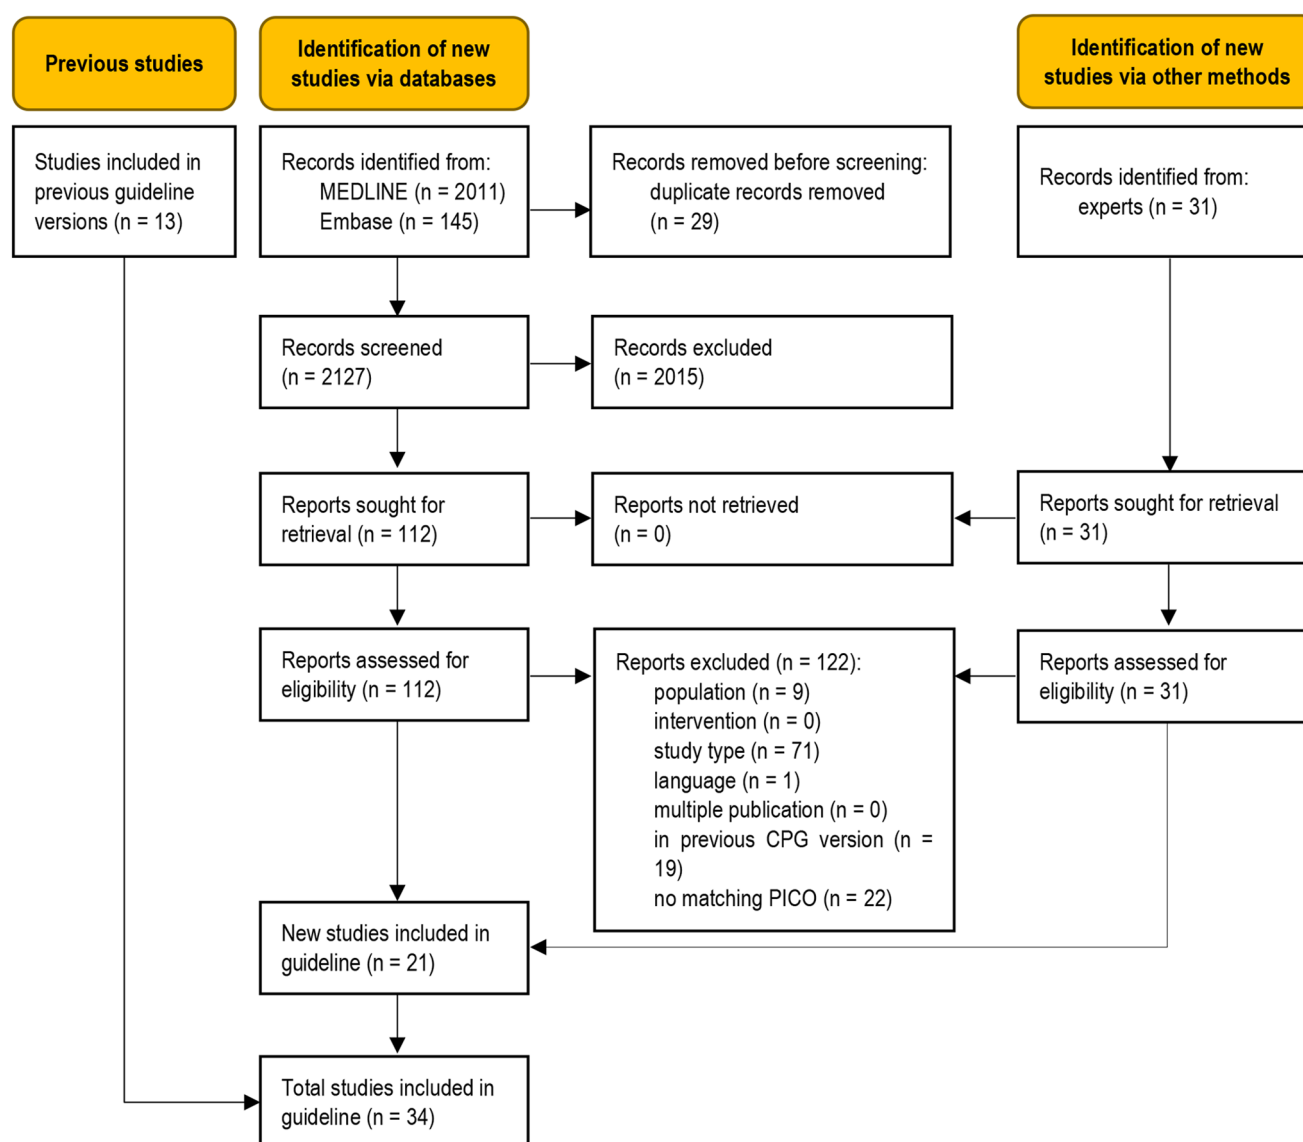 Previous studies
Identification of new
studies via databases
Identification of new
studies via other methods
Studies included in
previous guideline
versions (n = 13)
Records identified from:
MEDLINE (n = 2011)
Embase (n = 145)
Records removed before screening:
duplicate records removed
(n = 29)
Records identified from:
experts (n = 31)
Records screened
(n = 2127)
Records excluded
(n = 2015)
Reports sought for
retrieval (n = 112)
Reports not retrieved
(n = 0)
Reports sought for retrieval
(n = 31)
Reports assessed for
eligibility (n = 112)
Reports excluded (n = 122):
population (n = 9)
intervention (n = 0)
study type (n = 71)
language (n = 1)
multiple publication (n = 0)
in previous CPG version (n =
19)
no matching PICO (n = 22)
Reports assessed for
eligibility (n = 31)
New studies included in
guideline (n = 21)
Total studies included in
guideline (n = 34)